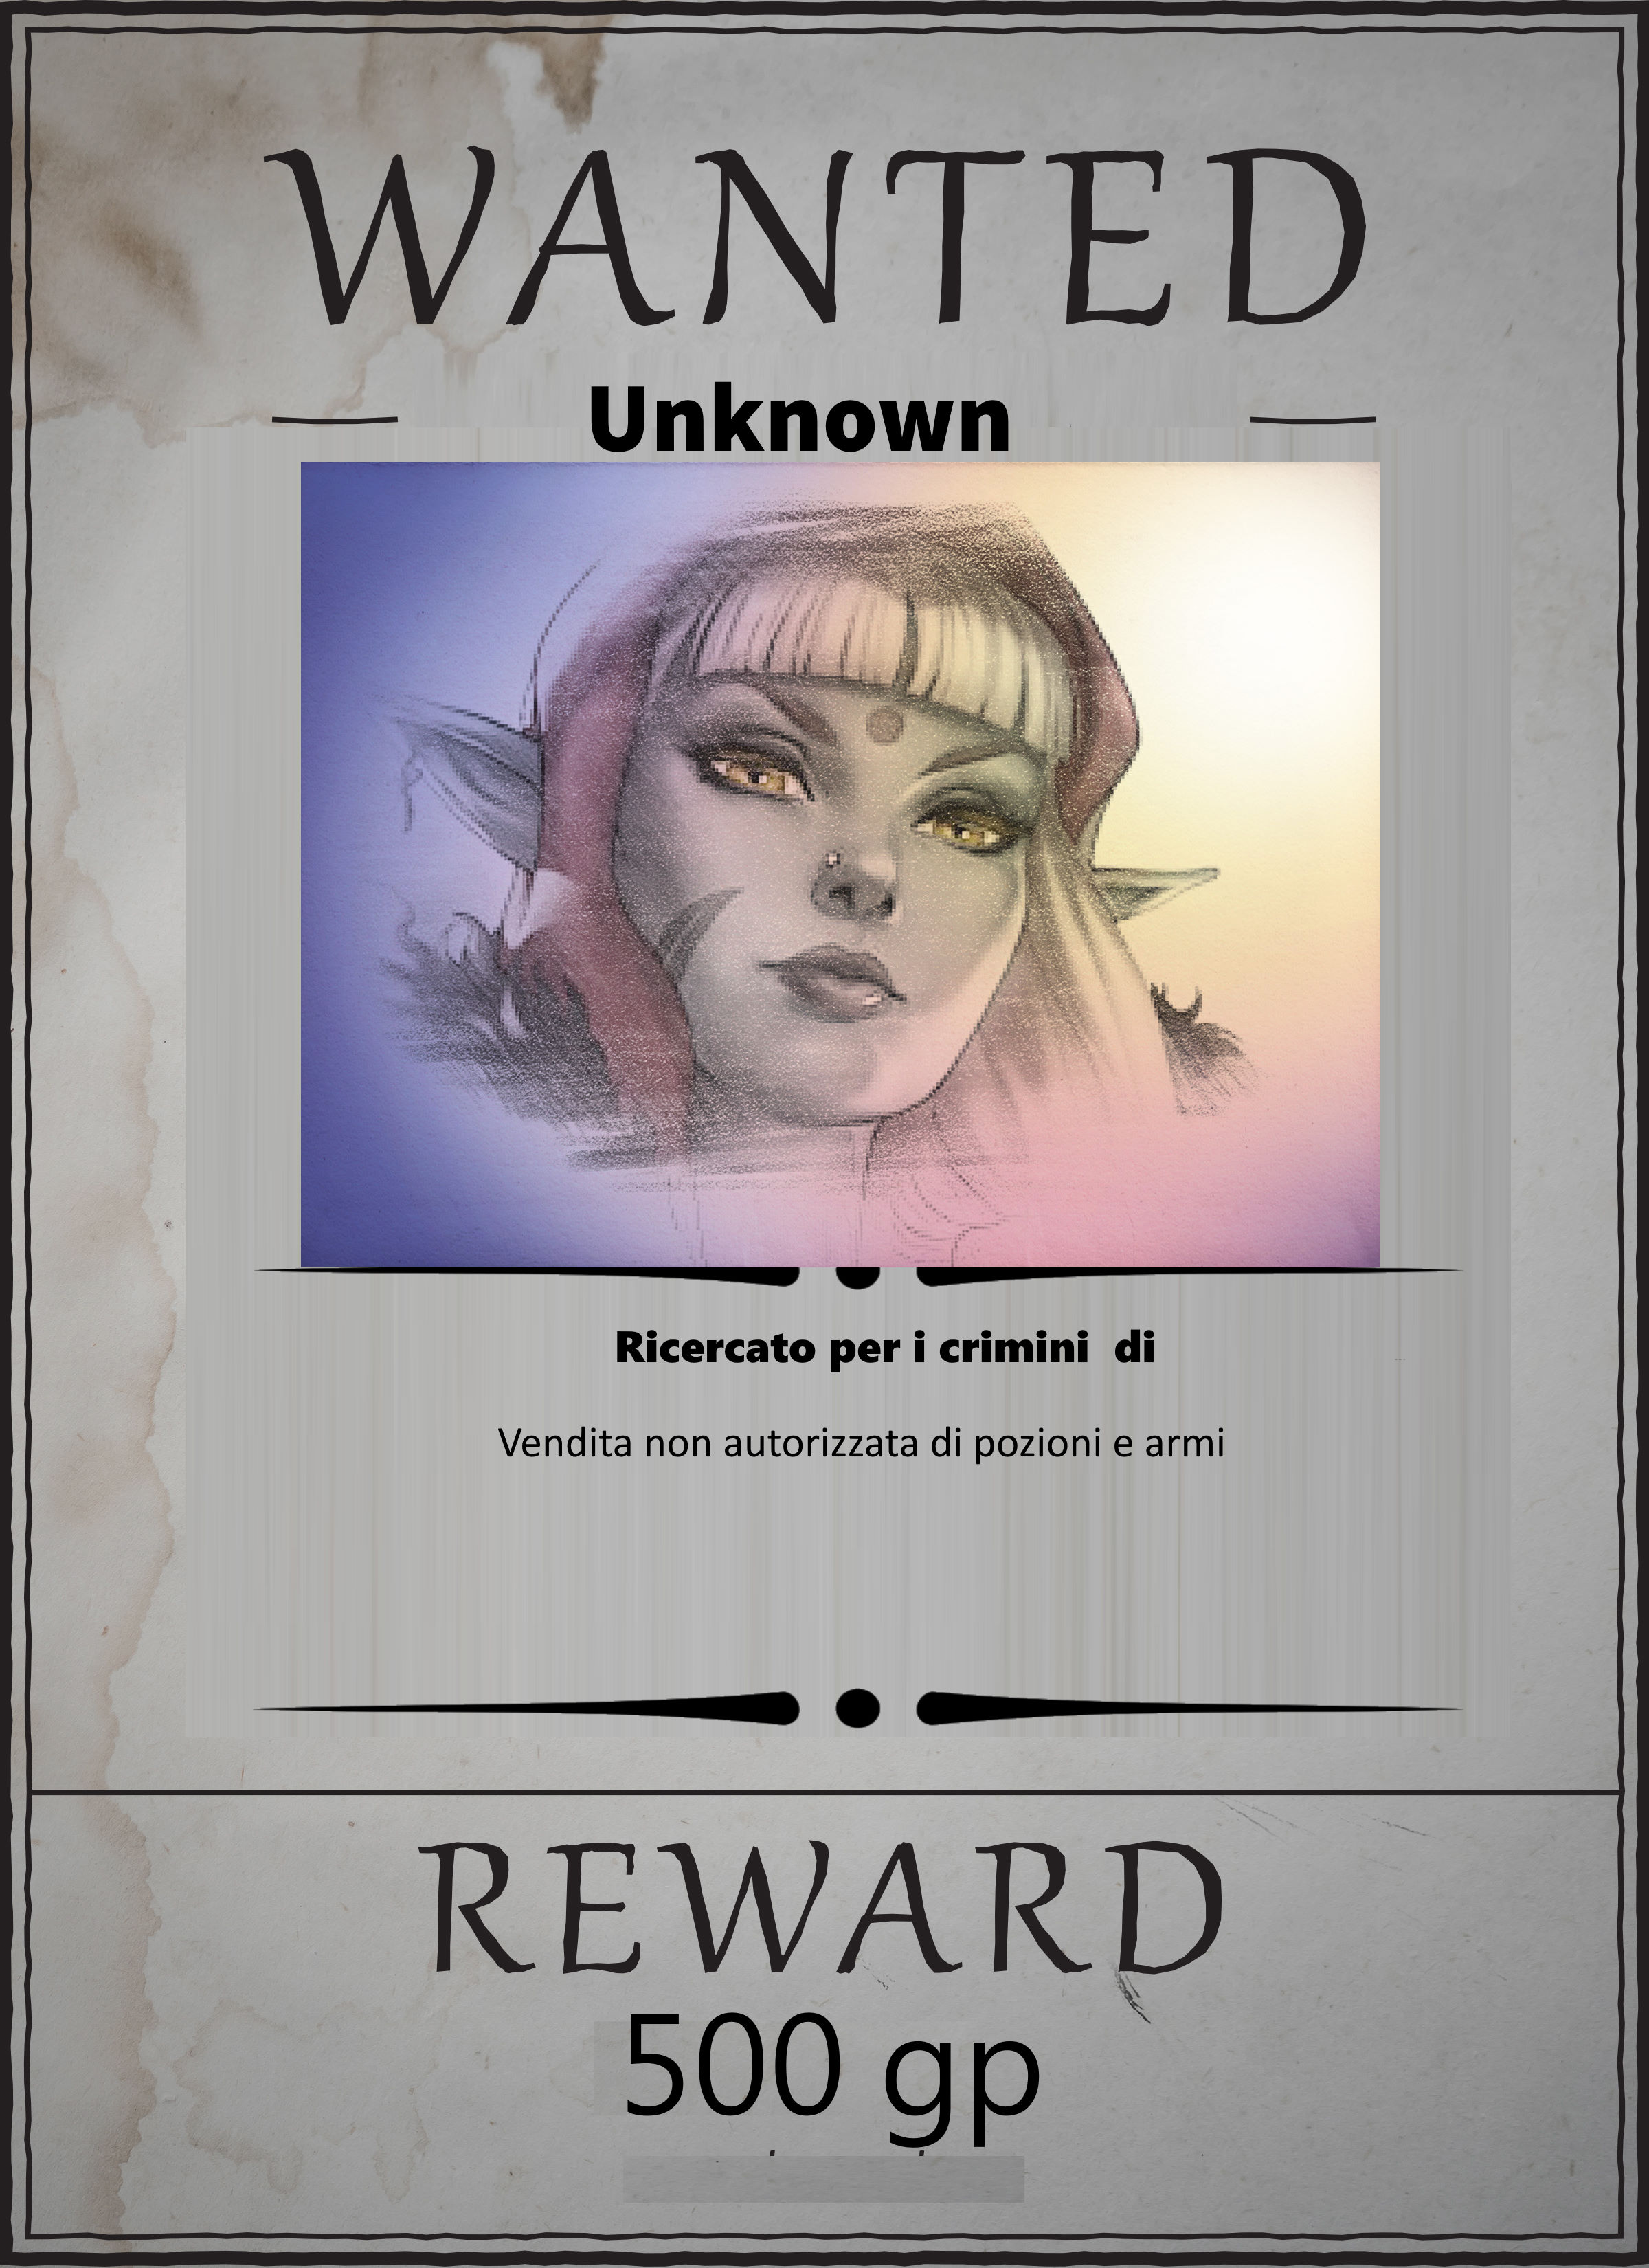 WANTED
Unknown
Ricercato per i crimini di
Vendita non autorizzata di pozioni e armi
REWARD
500 gp